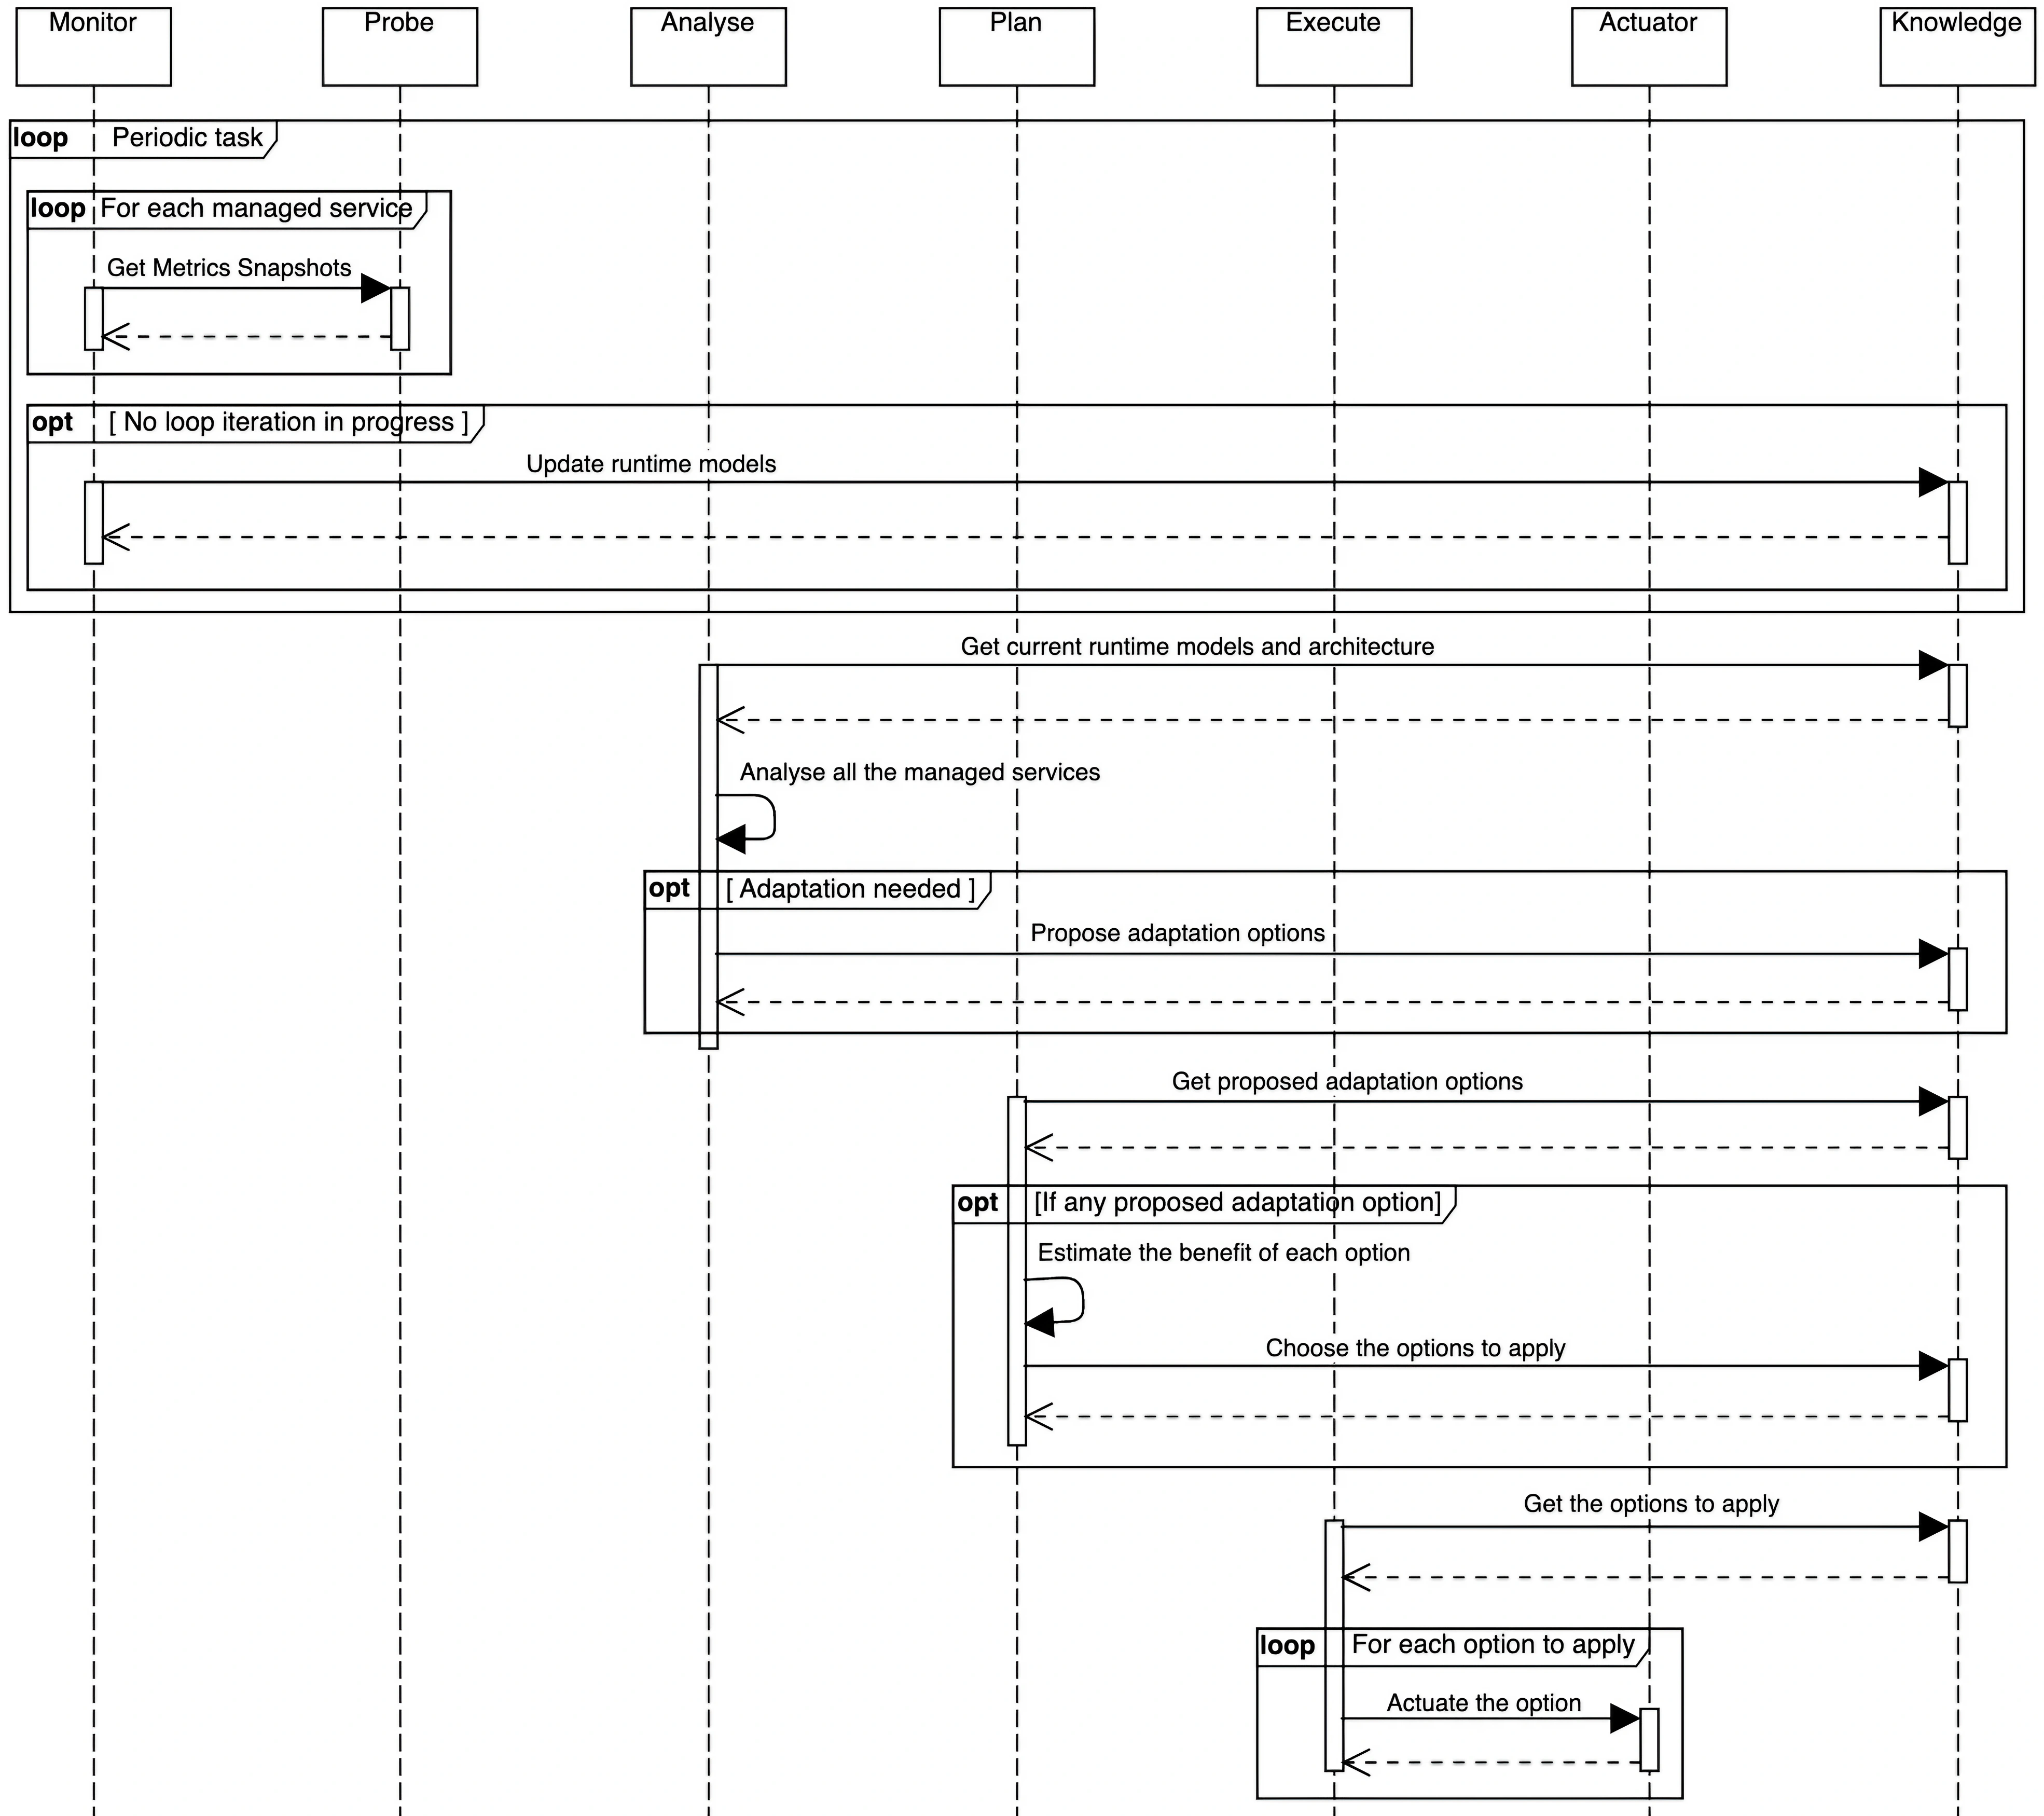 Monitor
Probe
Analyse
Plan
Execute
Actuator
Knowledge
loop Periodic task
loop For each managed service
Get Metrics Snapshots
opt [ No loop iteration in progress ]
Update runtime models
Get current runtime models and architecture
Analyse all the managed services
opt [ Adaptation needed ]
Propose adaptation options
Get proposed adaptation options
opt [If any proposed adaptation option]
Estimate the benefit of each option
Choose the options to apply
Get the options to apply
loop For each option to apply
Actuate the option